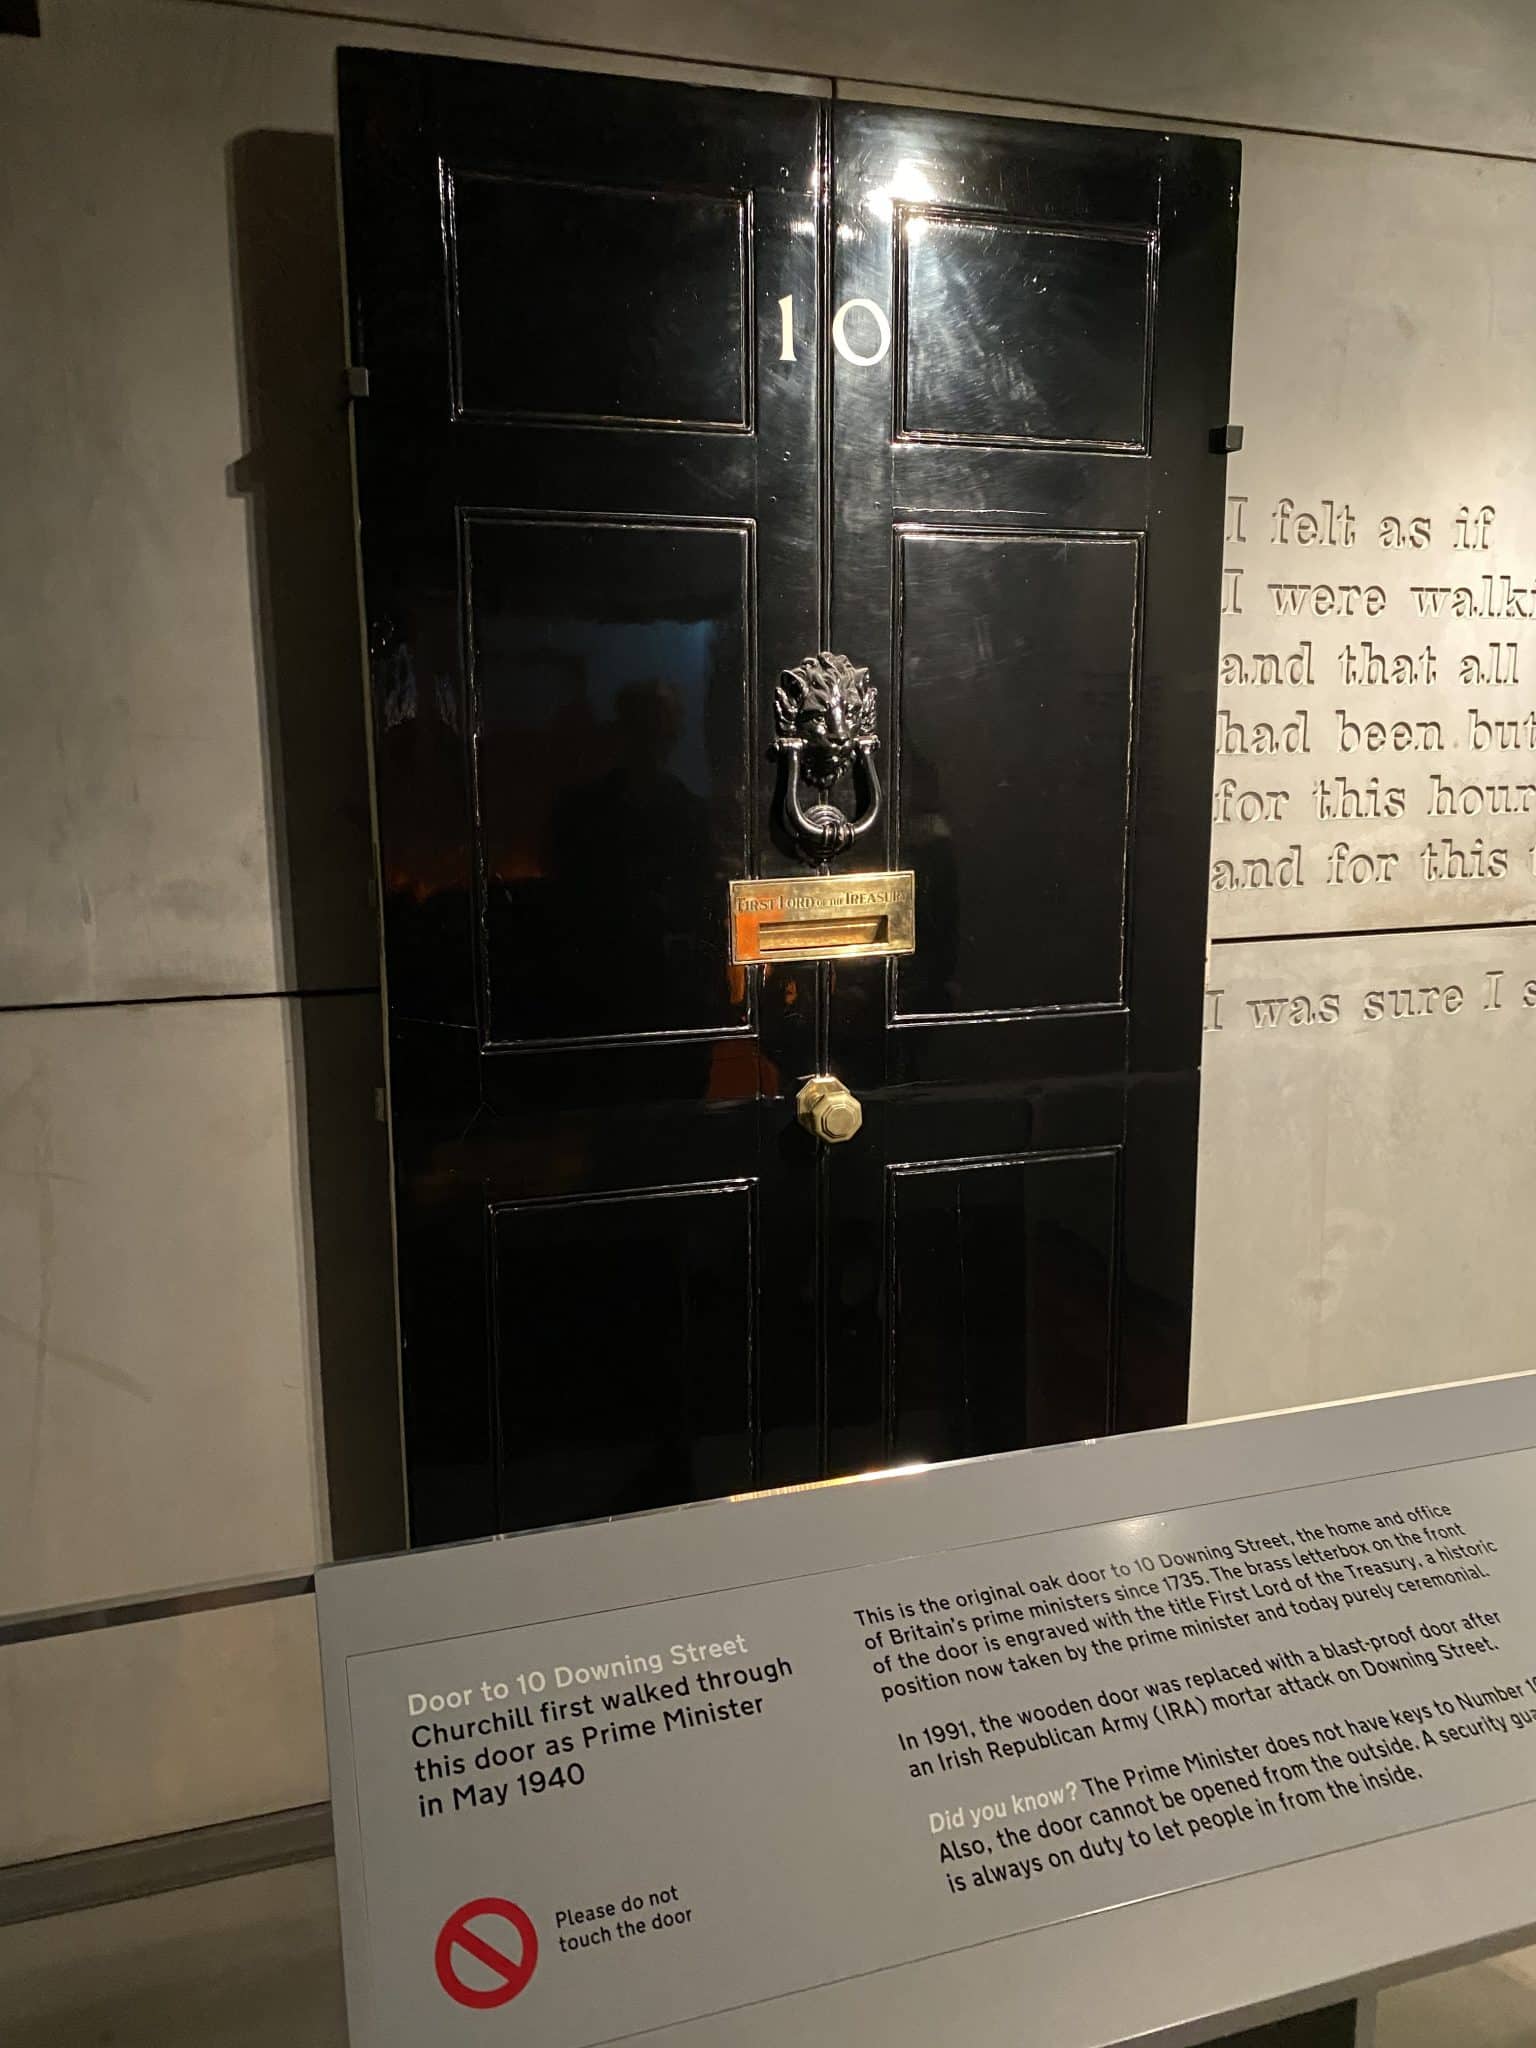 10
FIRST LORD OF THE TREASURY
I felt as if
I were
and that all
had been but
for this hour
and for this
I was sure I
Door to 10 Downing Street
Churchill first walked through
this door as Prime Minister
in May 1940
Please do not
touch the door
This is the original oak door to 10 Downing Street, the home and office
of Britain's prime ministers since 1735. The brass letterbox on the front
of the door is engraved with the title First Lord of the Treasury, a historic
position now taken by the prime minister and today purely ceremonial.
In 1991, the wooden door was replaced with a blast-proof door after
an Irish Republican Army (IRA) mortar attack on Downing Street.
Did you know? The Prime Minister does not have keys to Number 10
Also, the door cannot be opened from the outside. A security
is always on duty to let people in from the inside.